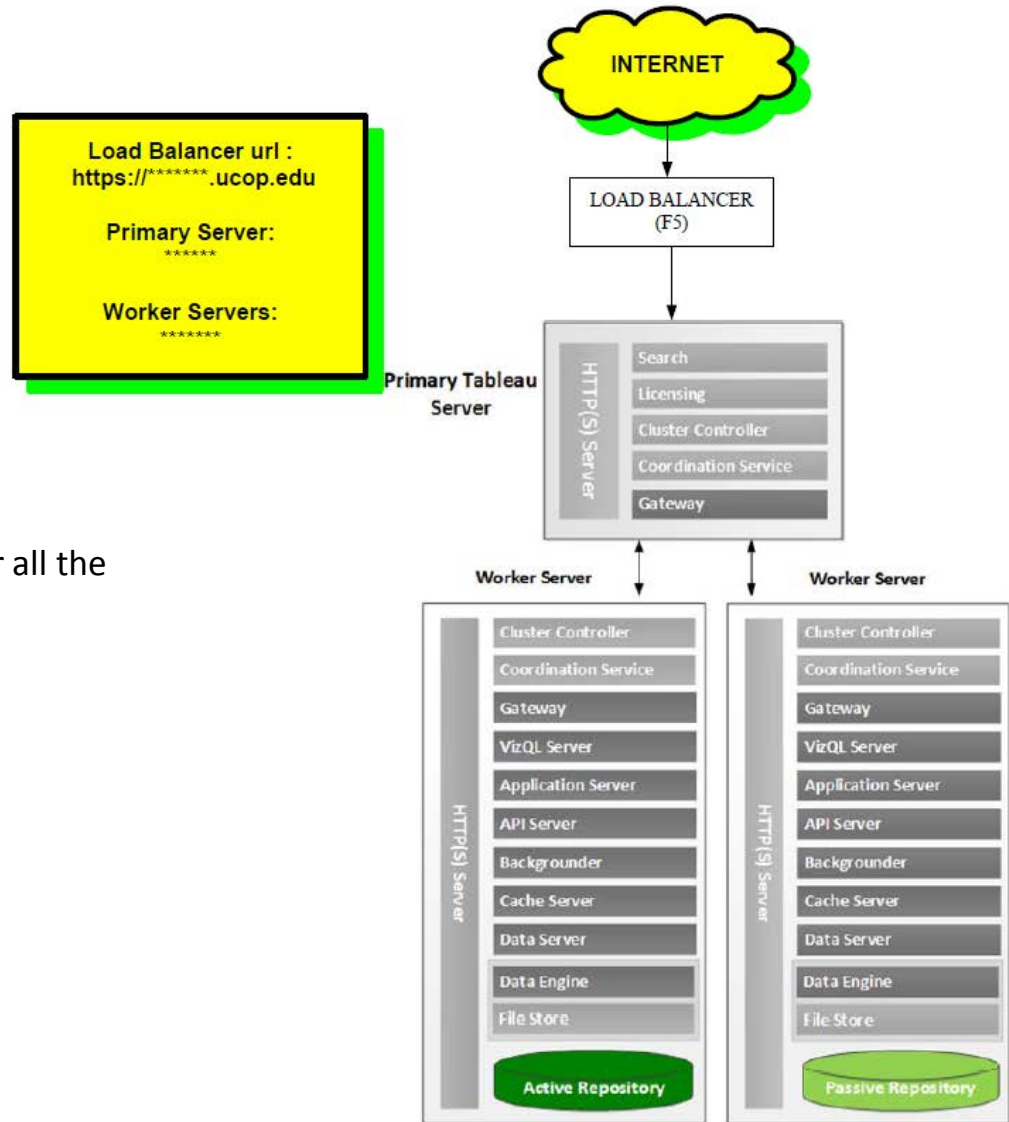 INTERNET
LOAD BALANCER
(F5)
Load Balancer url :
https://*******.ucop.edu
Primary Server:
******
Worker Servers:
*******
Primary Tableau
Server
HTTP(S) Server
Search
Licensing
Cluster Controller
Coordination Service
Gateway
r all the
Worker Server
HTTP(S) Server
Cluster Controller
Coordination Service
Gateway
VizQL Server
Application Server
API Server
Backgrounder
Cache Server
Data Server
Data Engine
File Store
Active Repository
Worker Server
HTTP(S) Server
Cluster Controller
Coordination Service
Gateway
VizQL Server
Application Server
API Server
Backgrounder
Cache Server
Data Server
Data Engine
File Store
Passive Repository